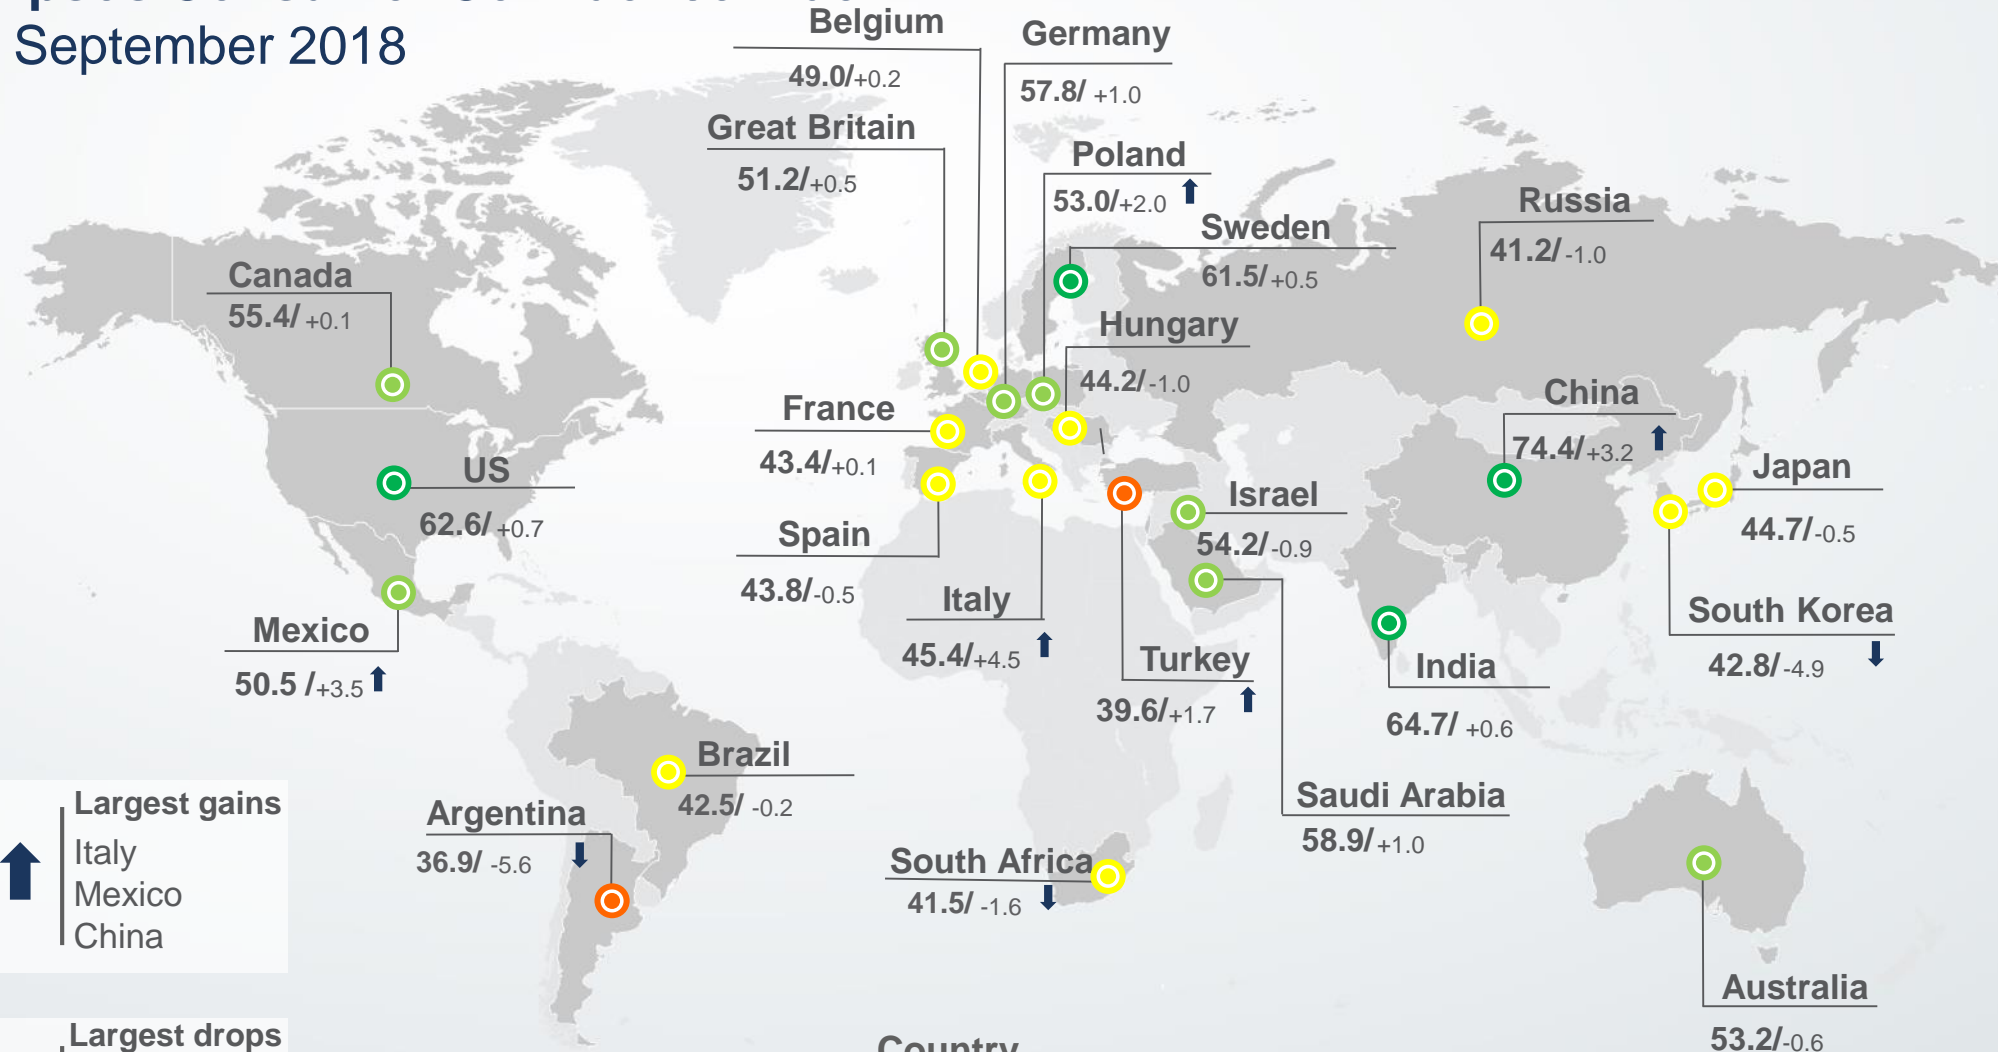 September 2018
Belgium
49.0/+0.2
Germany
57.8/ +1.0
Great Britain
51.2/+0.5
Poland
53.0/+2.0
Sweden
61.5/+0.5
Russia
41.2/ -1.0
Canada
55.4/ +0.1
Hungary
44.2/-1.0
France
43.4/+0.1
China
74.4/+3.2
US
62.6/ +0.7
Japan
44.7/-0.5
Israel
54.2/-0.9
Spain
43.8/-0.5
Italy
45.4/+4.5
South Korea
42.8/-4.9
Mexico
50.5 /+3.5
Turkey
39.6/+1.7
India
64.7/ +0.6
Brazil
42.5/ -0.2
Saudi Arabia
58.9/+1.0
Argentina
36.9/ -5.6
South Africa
41.5/ -1.6
Australia
53.2/-0.6
Largest gains
Italy
Mexico
China
Largest drops
Country